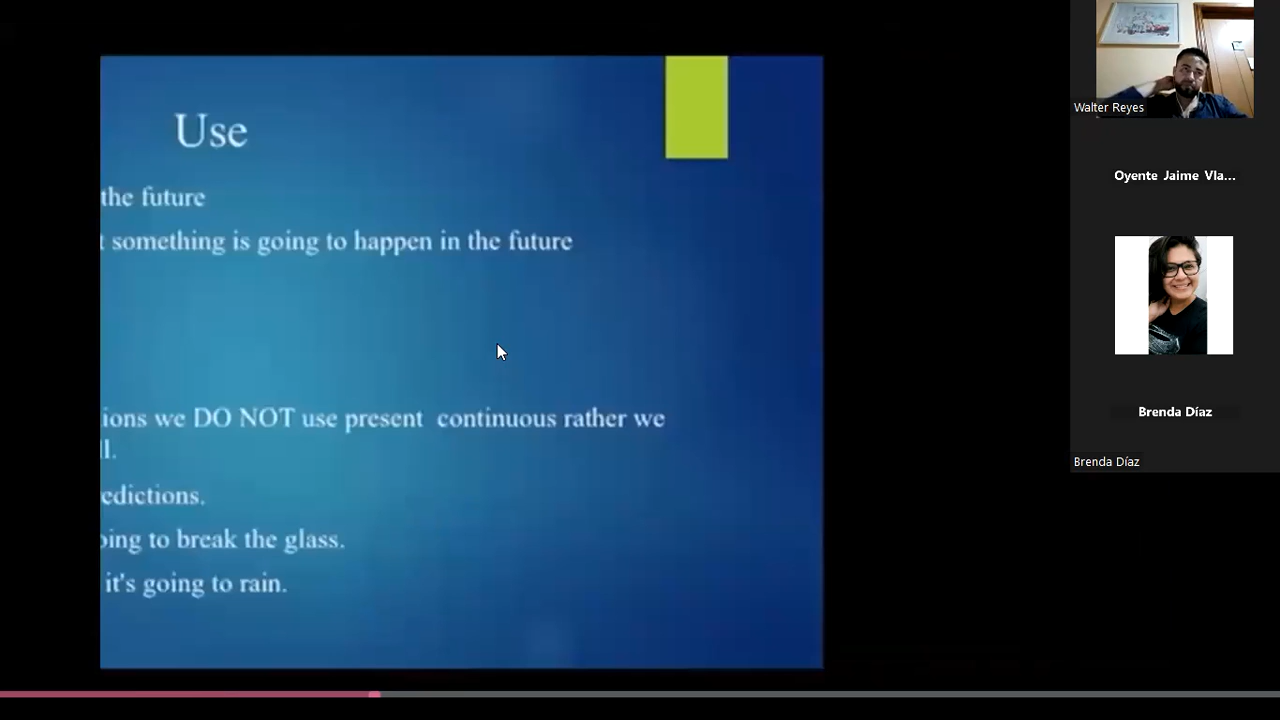 Use
the future
t something is going to happen in the future
ions we DO NOT use present continuous rather we
ll.
edictions.
oing to break the glass.
it's going to rain.
Walter Reyes
Oyente Jaime Vla...
Brenda Díaz
Brenda Díaz